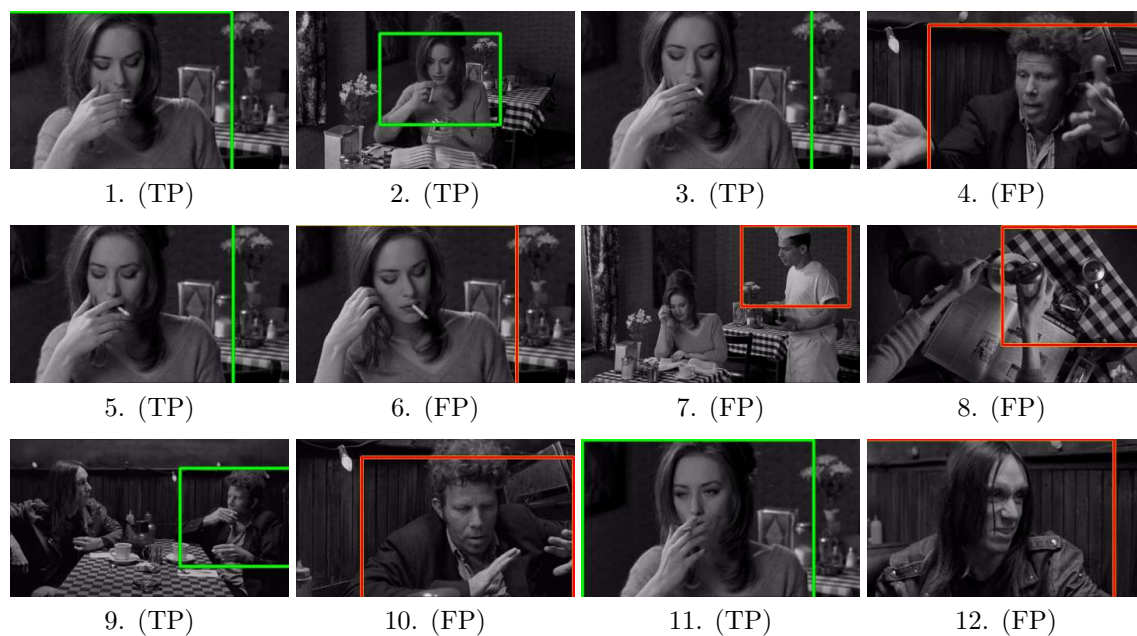 1. (TP) 2. (TP) 3. (TP) 4. (FP)
5. (TP) 6. (FP) 7. (FP) 8. (FP)
9. (TP) 10. (FP) 11. (TP) 12. (FP)